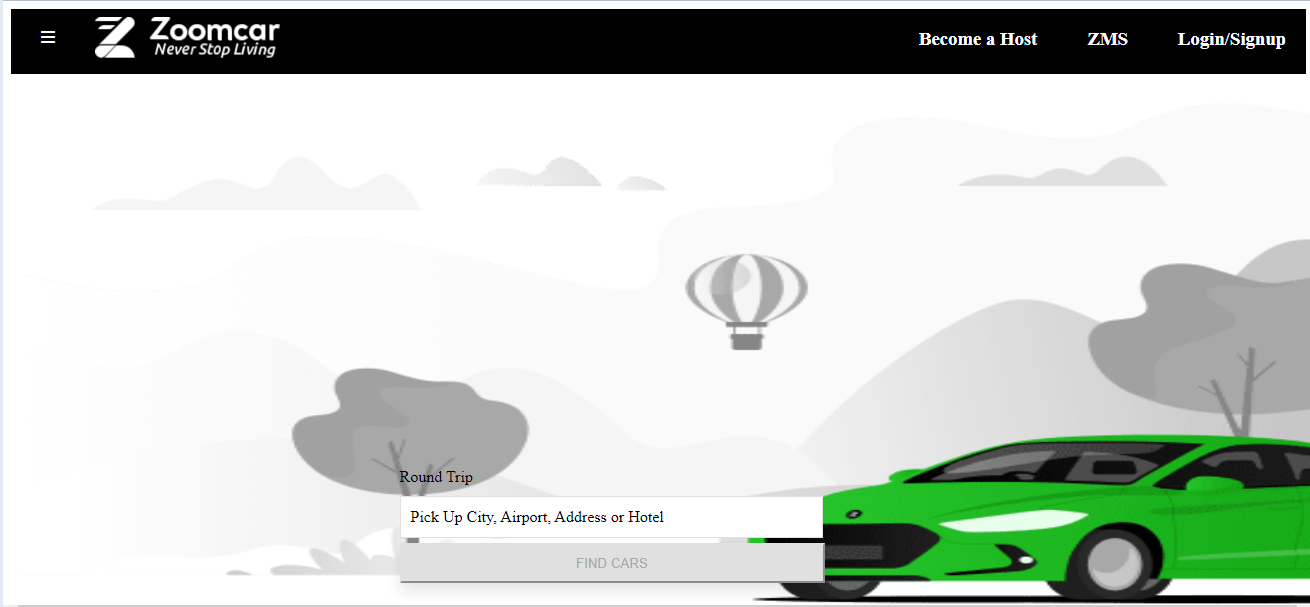 Zoomcar
Never Stop Living
Become a Host
ZMS
Login/Signup
Round Trip
Pick Up City, Airport, Address or Hotel
FIND CARS